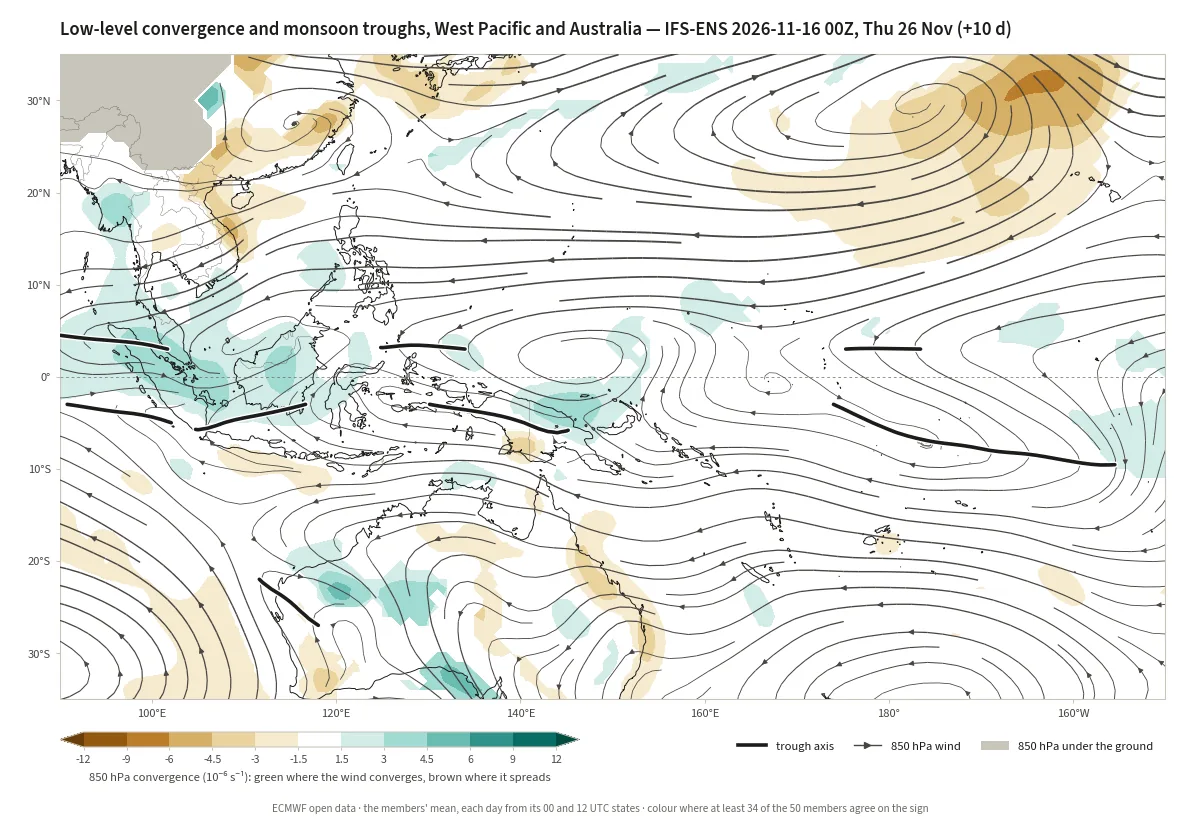 Low-level convergence and monsoon troughs, West Pacific and Australia — IFS-ENS 2026-11-16 00Z, Thu 26 Nov (+10 d)
30°N
20°N
10°N
0°
10°S
20°S
30°S
100°E 120°E 140°E 160°E 180° 160°W
-12 -9 -6 -4.5 -3 -1.5 1.5 3 4.5 6 9 12
850 hPa convergence (10⁻⁶ s⁻¹): green where the wind converges, brown where it spreads
trough axis 850 hPa wind 850 hPa under the ground
ECMWF open data · the members' mean, each day from its 00 and 12 UTC states · colour where at least 34 of the 50 members agree on the sign